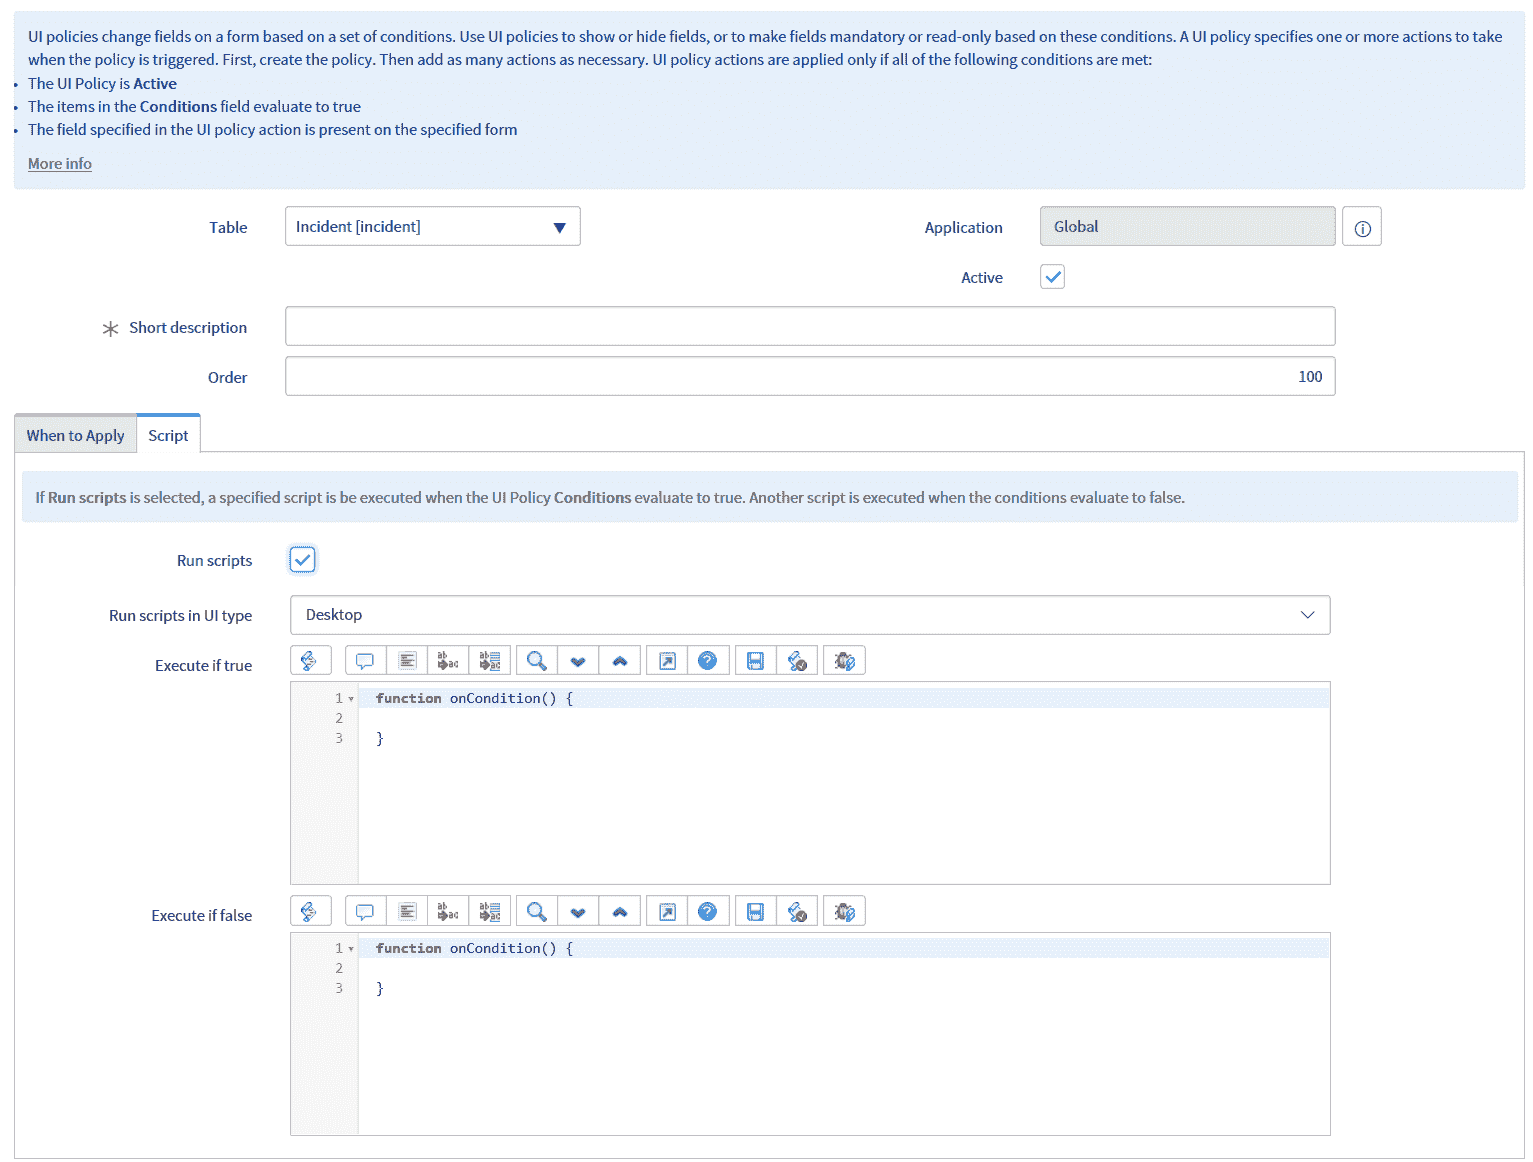 UI policies change fields on a form based on a set of conditions. Use UI policies to show or hide fields, or to make fields mandatory or read-only based on these conditions. A UI policy specifies one or more actions to take
when the policy is triggered. First, create the policy. Then add as many actions as necessary. UI policy actions are applied only if all of the following conditions are met:
• The UI Policy is Active
• The items in the Conditions field evaluate to true
• The field specified in the UI policy action is present on the specified form
More info
Table Incident [incident] Application Global
Active
Short description
Order 100
When to Apply Script
If Run scripts is selected, a specified script is be executed when the UI Policy Conditions evaluate to true. Another script is executed when the conditions evaluate to false.
Run scripts
Run scripts in UI type Desktop
Execute if true
1 function onCondition() {
2
3 }
Execute if false
1 function onCondition() {
2
3 }